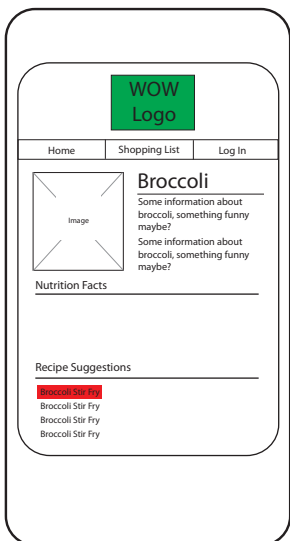 WOW
Logo
Home Shopping List Log In
Image
Broccoli
Some information about
broccoli, something funny
maybe?
Some information about
broccoli, something funny
maybe?
Nutrition Facts
Recipe Suggestions
Broccoli Stir Fry
Broccoli Stir Fry
Broccoli Stir Fry
Broccoli Stir Fry